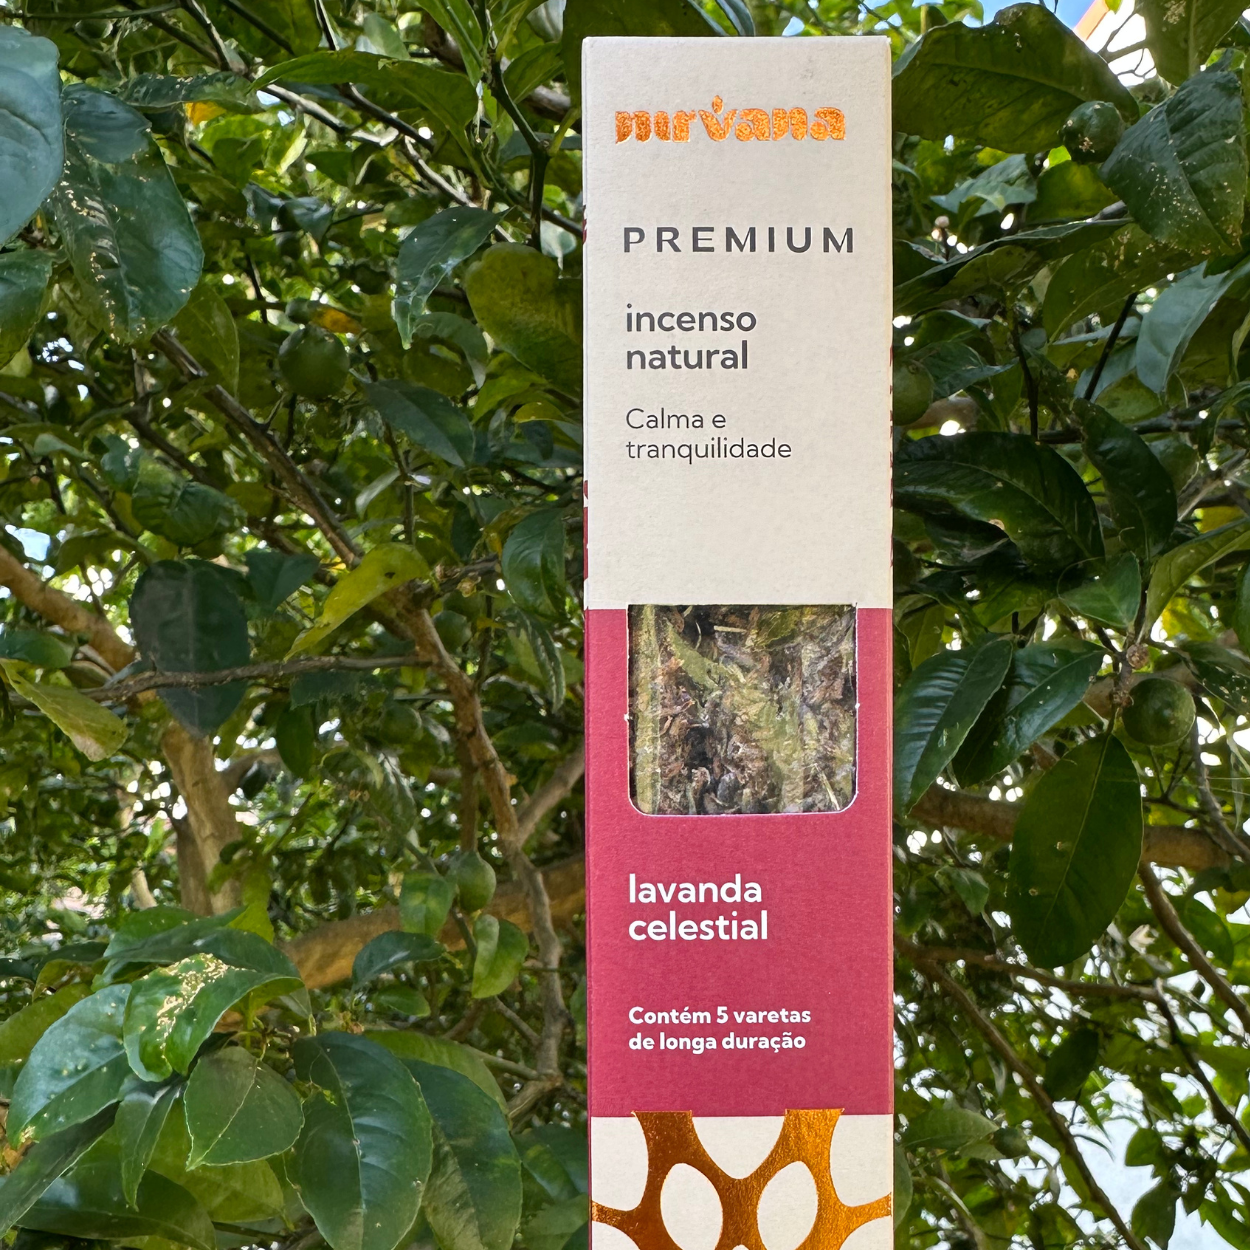 nirvana
PREMIUM
incenso
natural
Calma e
tranquilidade
lavanda
celestial
Contém 5 varetas
de longa duração